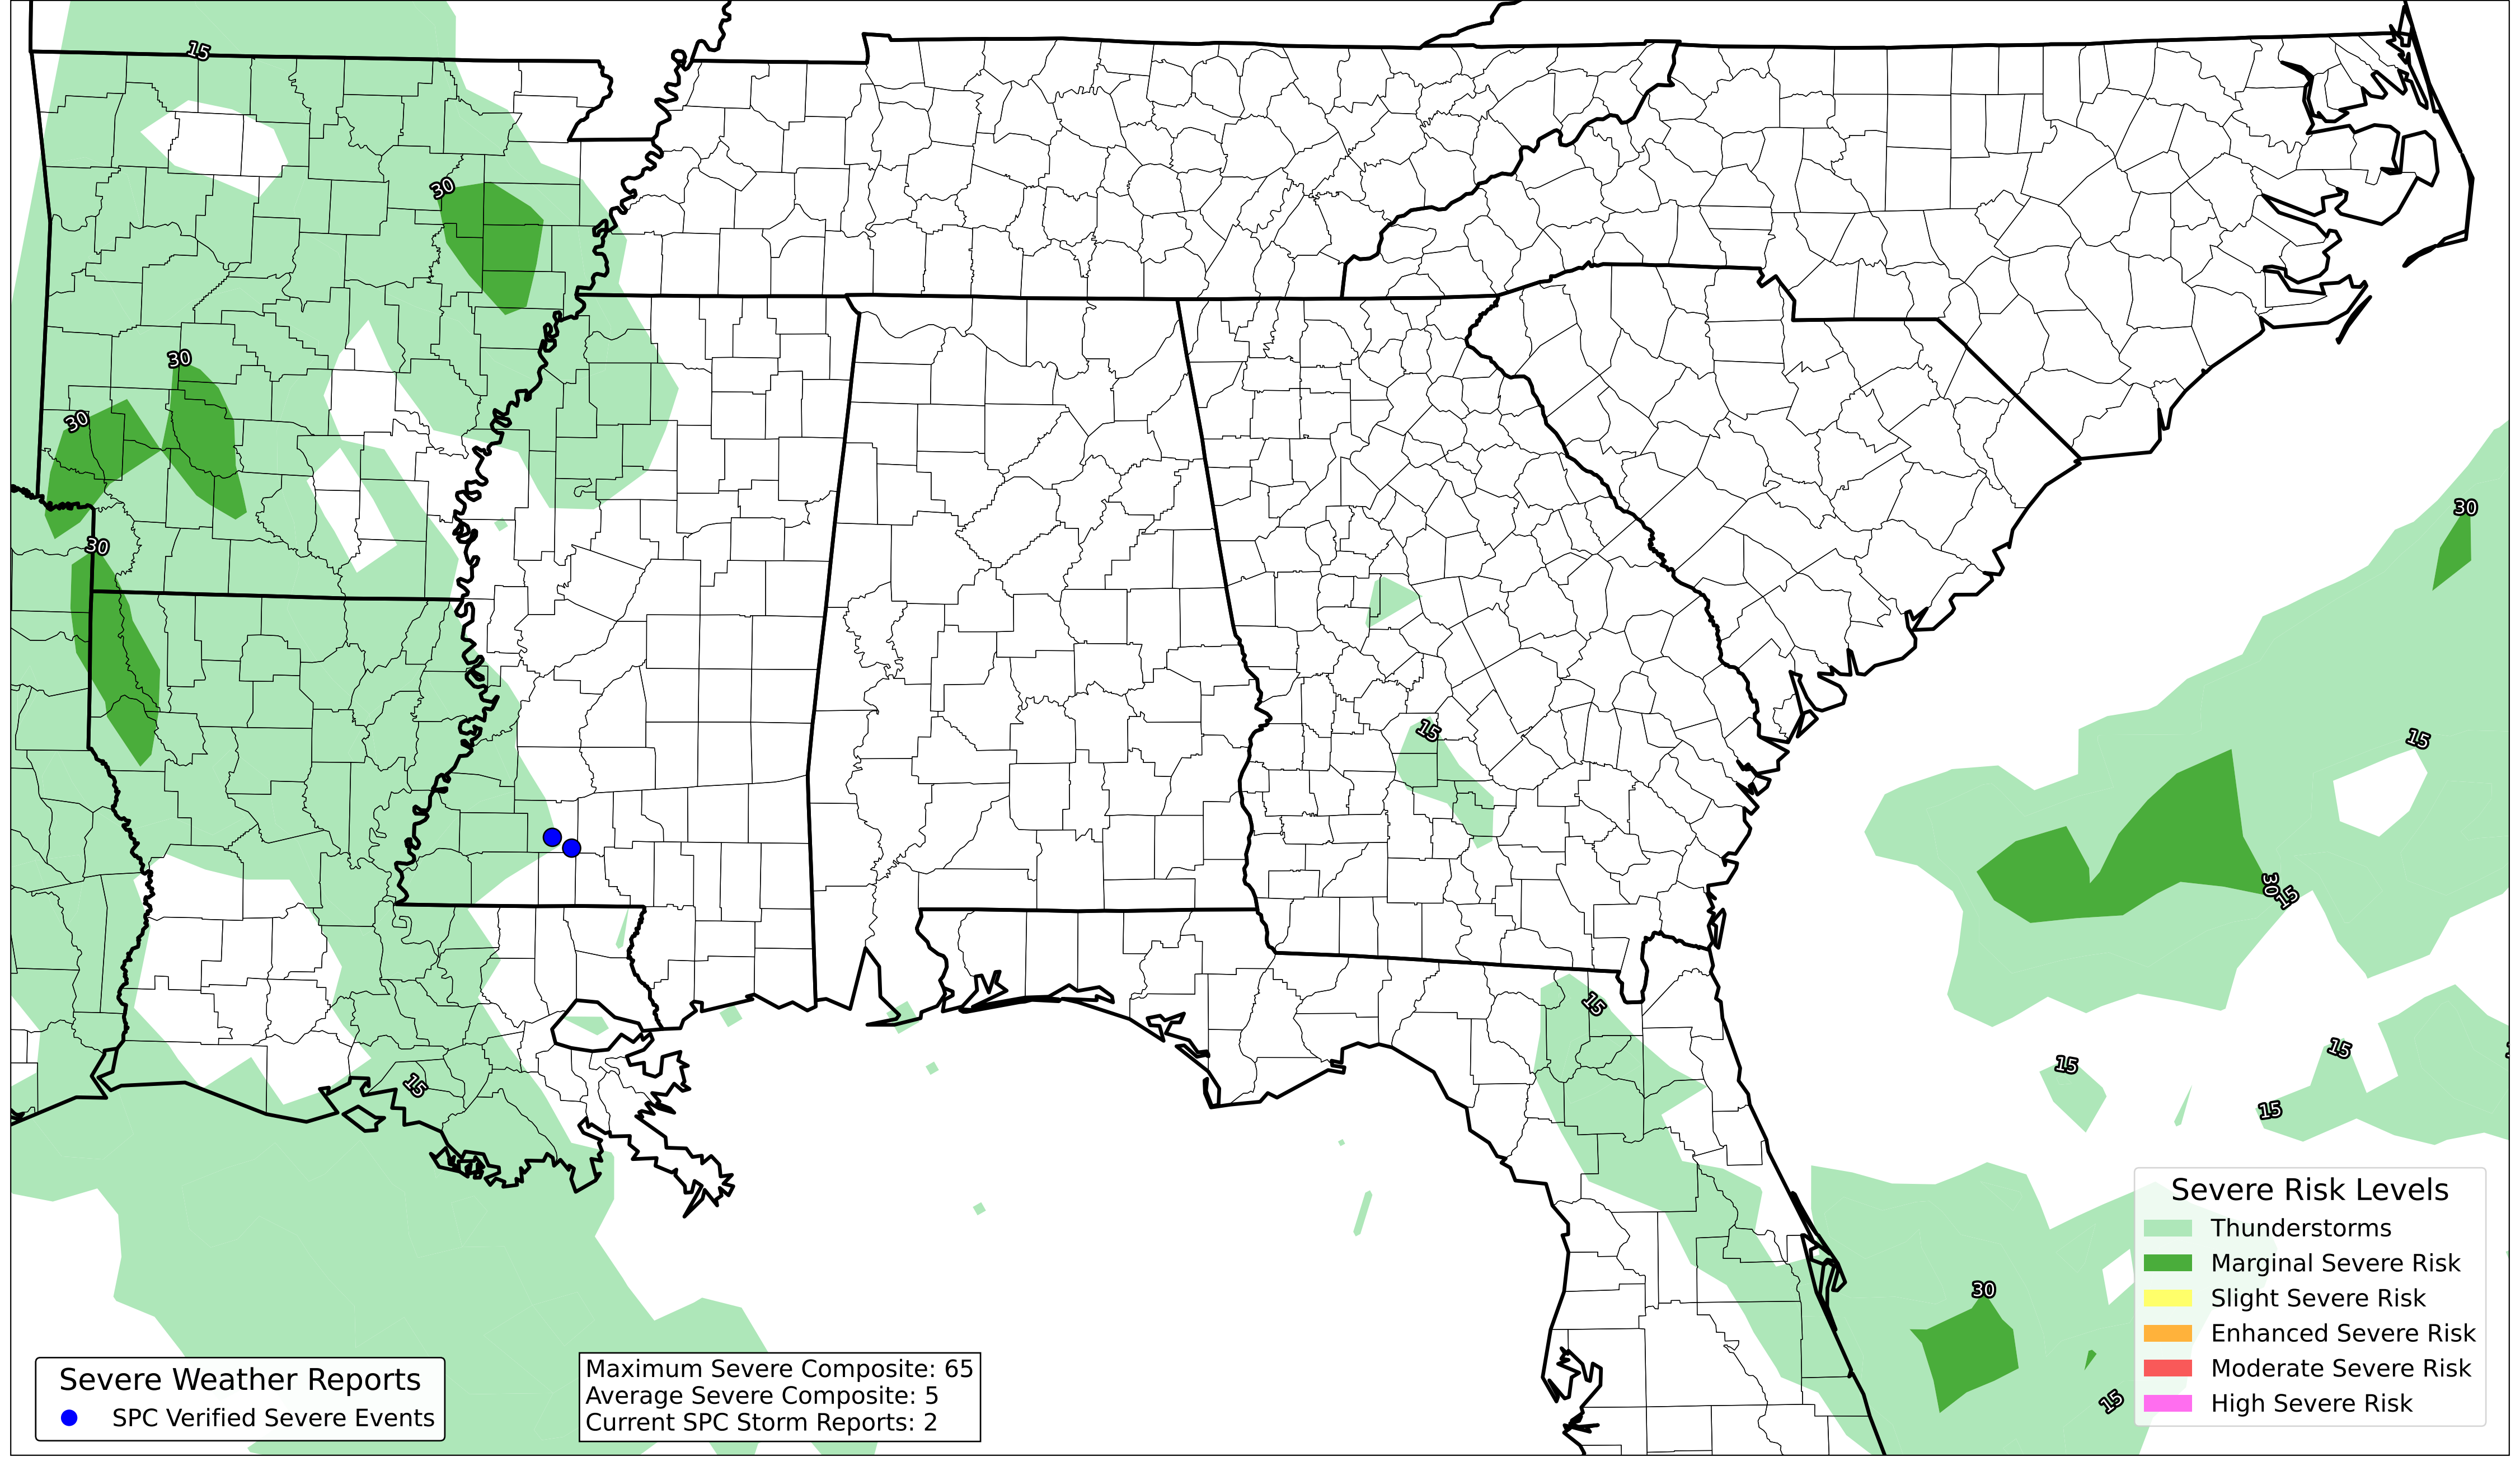 15
30
30
30
30
30
15
15
30
15
15
15
15
15
15
30
15
Severe Risk Levels
Thunderstorms
Marginal Severe Risk
Slight Severe Risk
Enhanced Severe Risk
Moderate Severe Risk
High Severe Risk
Severe Weather Reports
SPC Verified Severe Events
Maximum Severe Composite: 65
Average Severe Composite: 5
Current SPC Storm Reports: 2